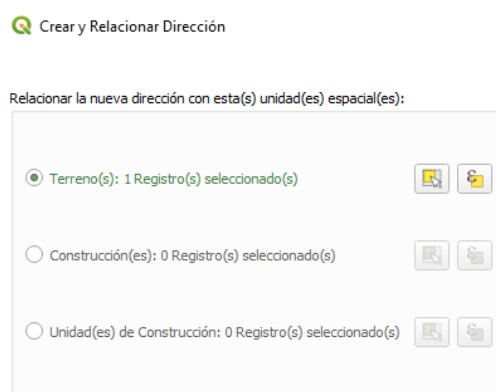 Crear y Relacionar Dirección
Relacionar la nueva dirección con esta(s) unidad(es) espacial(es):
Terreno(s): 1 Registro(s) seleccionado(s)
Construcción(es): 0 Registro(s) seleccionado(s)
Unidad(es) de Construcción: 0 Registro(s) seleccionado(s)